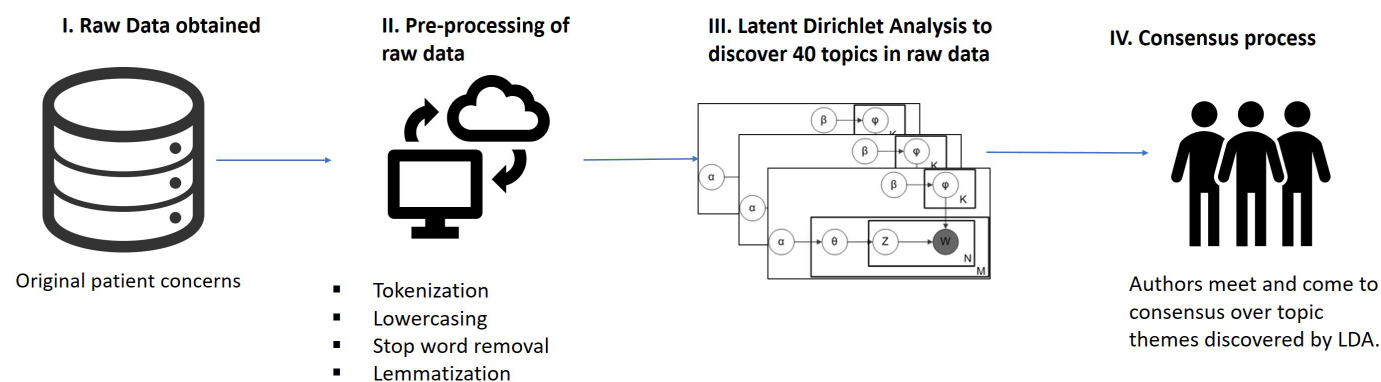 I. Raw Data obtained
Original patient concerns
II. Pre-processing of
raw data
▪ Tokenization
▪ Lowercasing
▪ Stop word removal
▪ Lemmatization
III. Latent Dirichlet Analysis to
discover 40 topics in raw data
β φ K
α
β φ K
α
β φ
K
α θ Z W
N
M
IV. Consensus process
Authors meet and come to
consensus over topic
themes discovered by LDA.